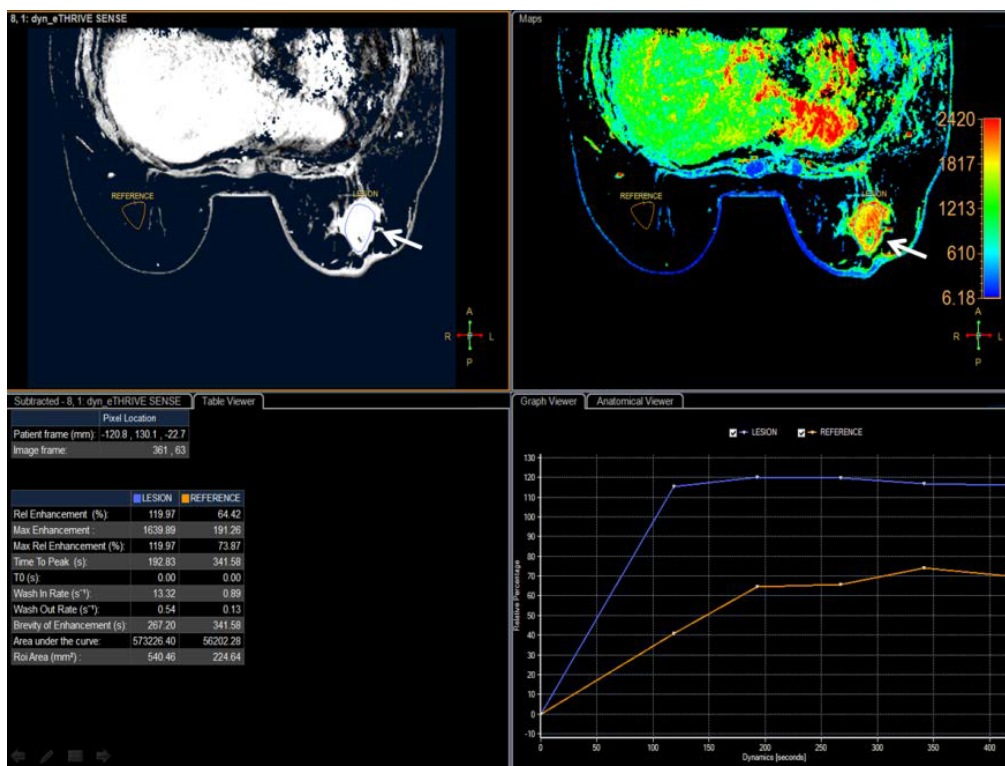 8, 1: dyn_eTHRIVE SENSE
REFERENCE
LESION
A
R L
P
Maps
REFERENCE
LESION
2420
1817
1213
610
6.18
A
R L
P
Subtracted - 8, 1: dyn_eTHRIVE SENSE Table Viewer
Pixel Location
Patient frame (mm): -120.8 , 130.1 , -22.7
Image frame: 361 , 63
LESION REFERENCE
Rel Enhancement (%): 119.97 64.42
Max Enhancement : 1639.89 191.26
Max Rel Enhancement (%): 119.97 73.87
Time To Peak (s): 192.83 341.58
T0 (s): 0.00 0.00
Wash In Rate (s⁻¹): 13.32 0.89
Wash Out Rate (s⁻¹): 0.54 0.13
Brevity of Enhancement (s): 267.20 341.58
Area under the curve: 573226.40 56202.28
Roi Area (mm²) : 540.46 224.64
Graph Viewer Anatomical Viewer
LESION REFERENCE
130
120
110
100
90
80
70
60
50
40
30
20
10
0
-10
Relative Percentage
0 50 100 150 200 250 300 350 400
Dynamics [seconds]